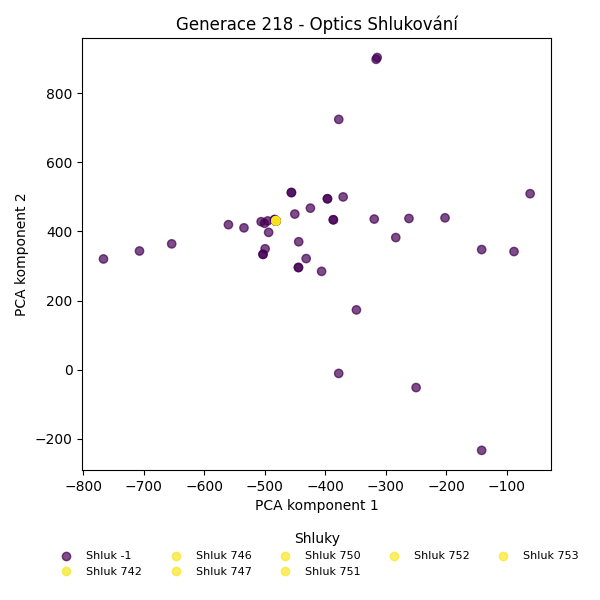 Generace 218 - Optics Shlukování
PCA komponent 2
800
600
400
200
0
−200
−800 −700 −600 −500 −400 −300 −200 −100
PCA komponent 1
Shluky
Shluk -1 Shluk 746 Shluk 750 Shluk 752 Shluk 753
Shluk 742 Shluk 747 Shluk 751